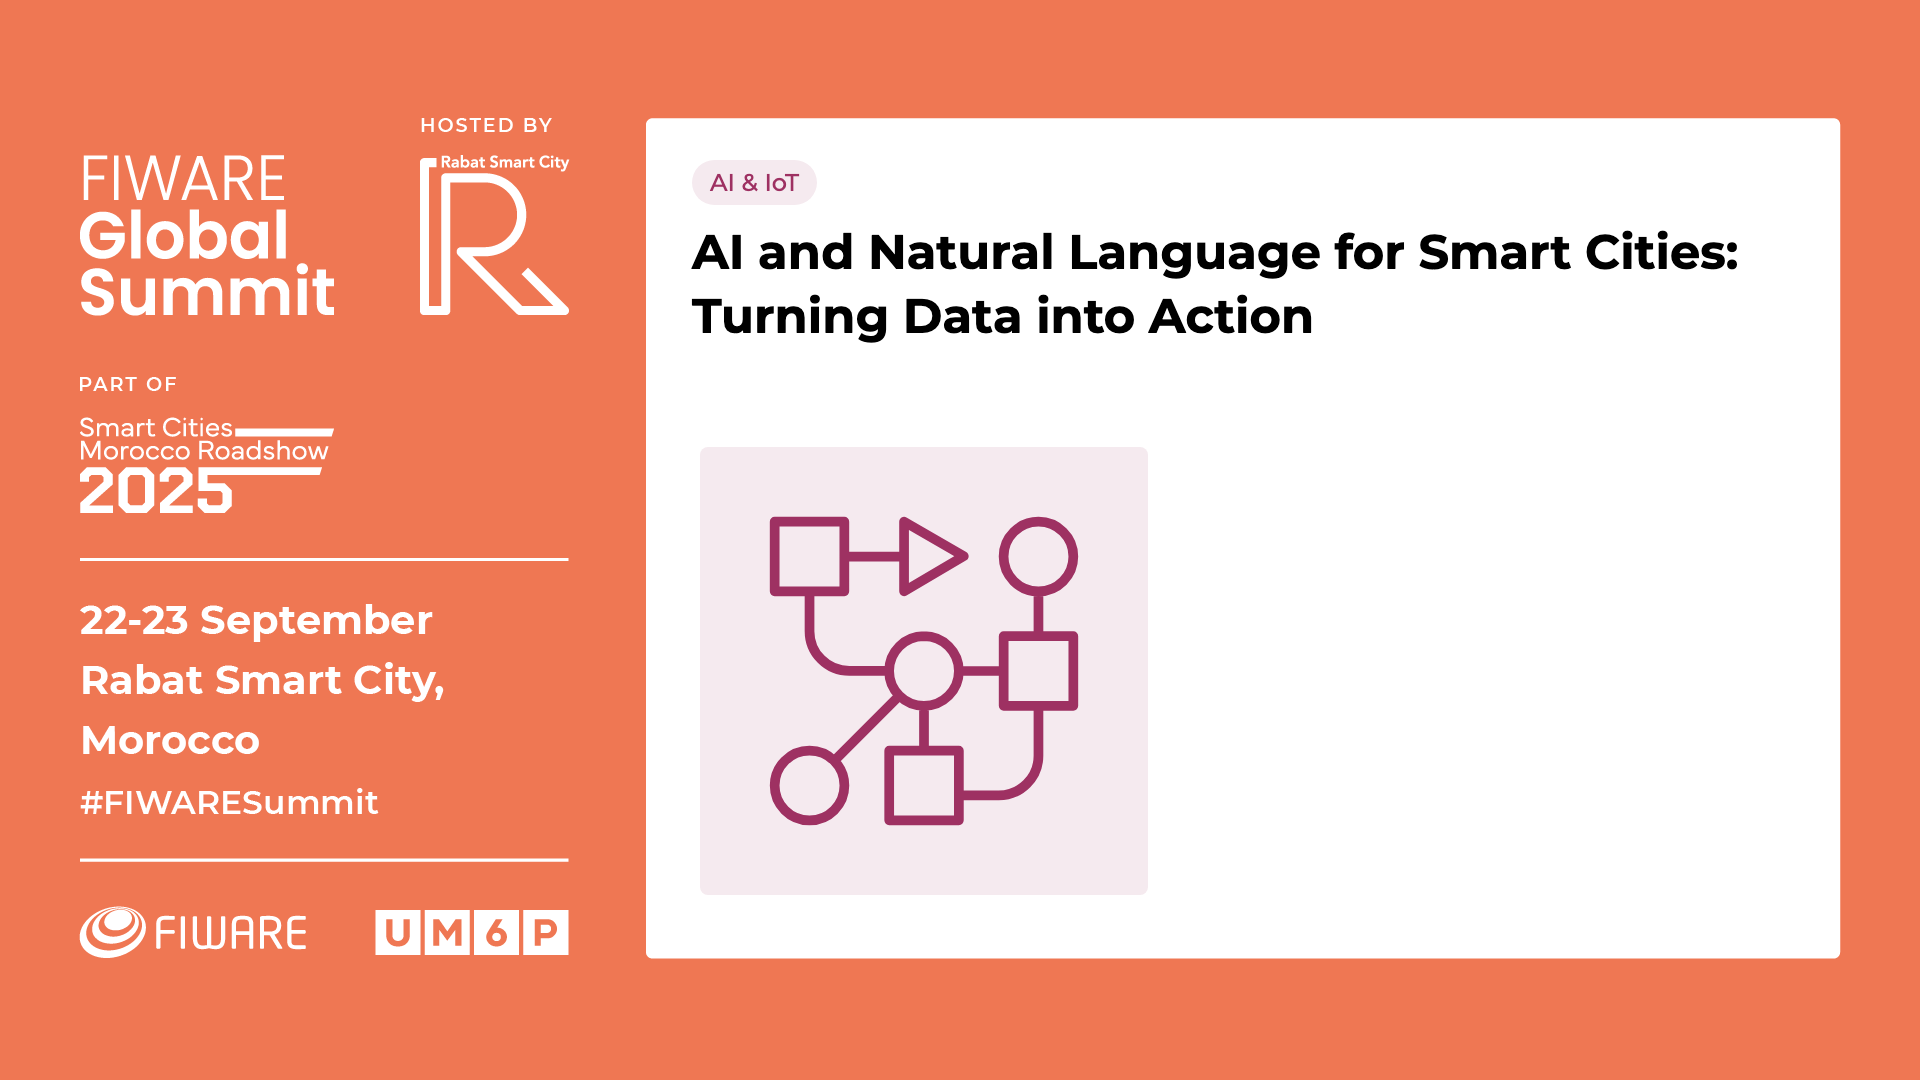 FIWARE
Global
Summit
HOSTED BY
Rabat Smart City
R
PART OF
Smart Cities
Morocco Roadshow
2025
22-23 September
Rabat Smart City,
Morocco
#FIWARESummit
FIWARE
UM6P
AI & IoT
AI and Natural Language for Smart Cities:
Turning Data into Action